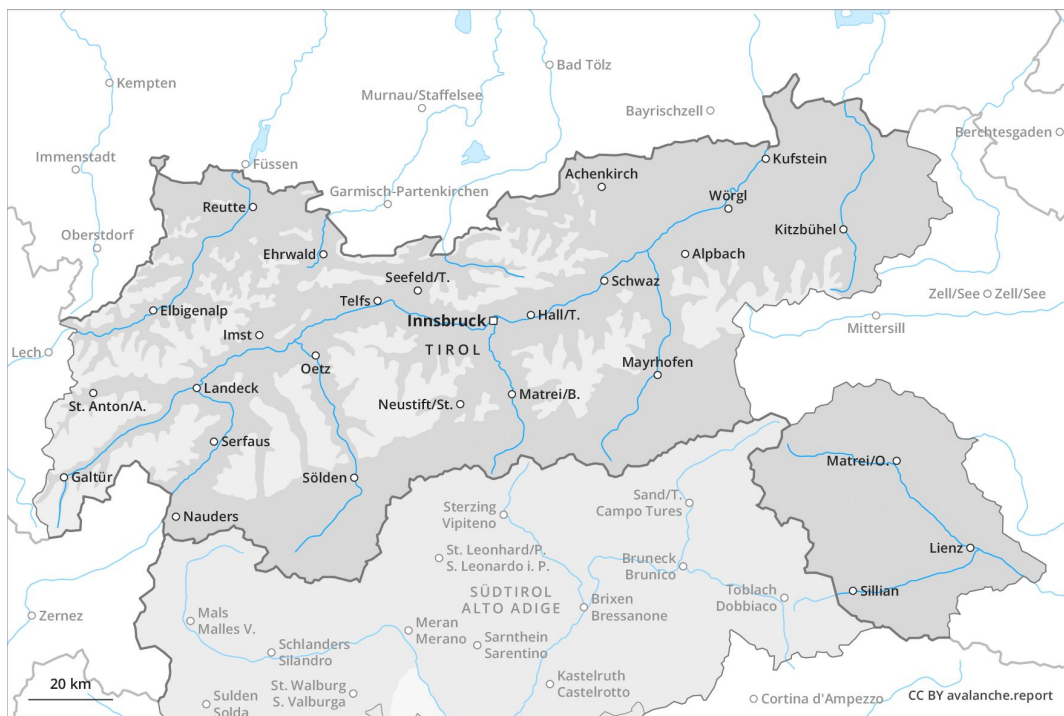 Kempten
Bad Tölz
Murnau/Staffelsee
Bayrischzell
Berchtesgaden
Immenstadt
Füssen
Kufstein
Achenkirch
Garmisch-Partenkirchen
Reutte
Wörgl
Oberstdorf
Kitzbühel
Ehrwald
Alpbach
Seefeld/T.
Schwaz
Zell/See
Zell/See
Telfs
Elbigenalp
Hall/T.
Innsbruck
Mittersill
Imst
TIROL
Lech
Oetz
Mayrhofen
Landeck
St. Anton/A.
Neustift/St.
Matrei/B.
Serfaus
Matrei/O.
Galtür
Sölden
Sand/T.
Campo Tures
Sterzing
Vipiteno
Nauders
Lienz
St. Leonhard/P.
S. Leonardo i. P.
Bruneck
Brunico
SÜDTIROL
ALTO ADIGE
Sillian
Toblach
Dobbiaco
Brixen
Bressanone
Zernez
Mals
Malles V.
Meran
Merano
Sarnthein
Sarentino
Schlanders
Silandro
20 km
St. Walburg
S. Valburga
Kastelruth
Castelrotto
Sulden
Solda
Cortina d'Ampezzo
CC BY avalanche.report